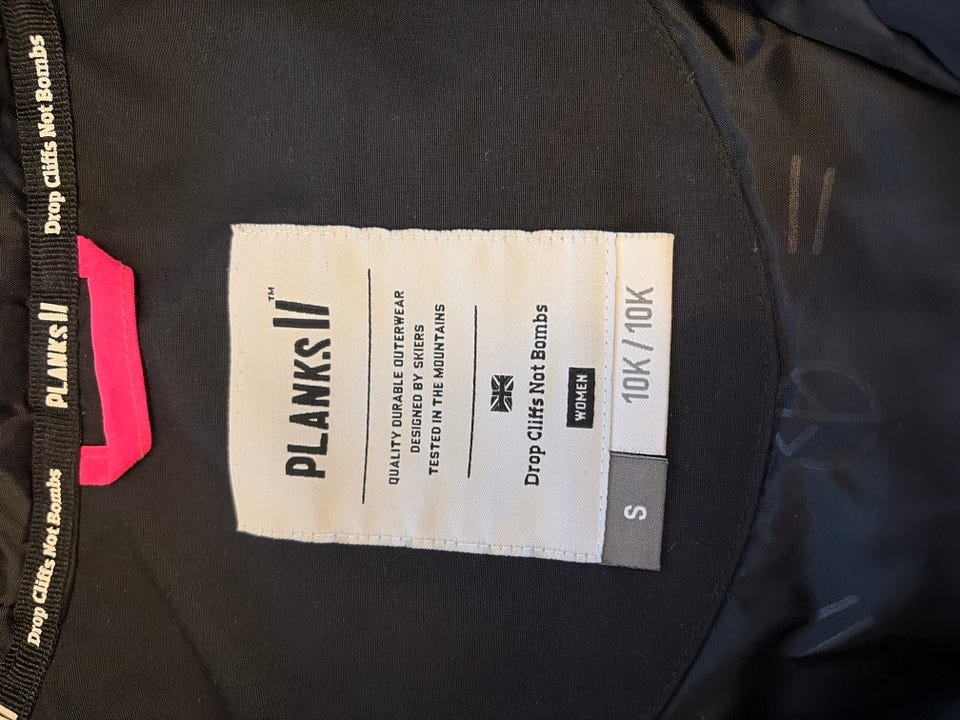 Drop Cliffs Not Bombs PLANKS Drop Cliffs Not Bombs
PLANKS™
QUALITY DURABLE OUTERWEAR
DESIGNED BY SKIERS
TESTED IN THE MOUNTAINS
Drop Cliffs Not Bombs
WOMEN
S
10K / 10K